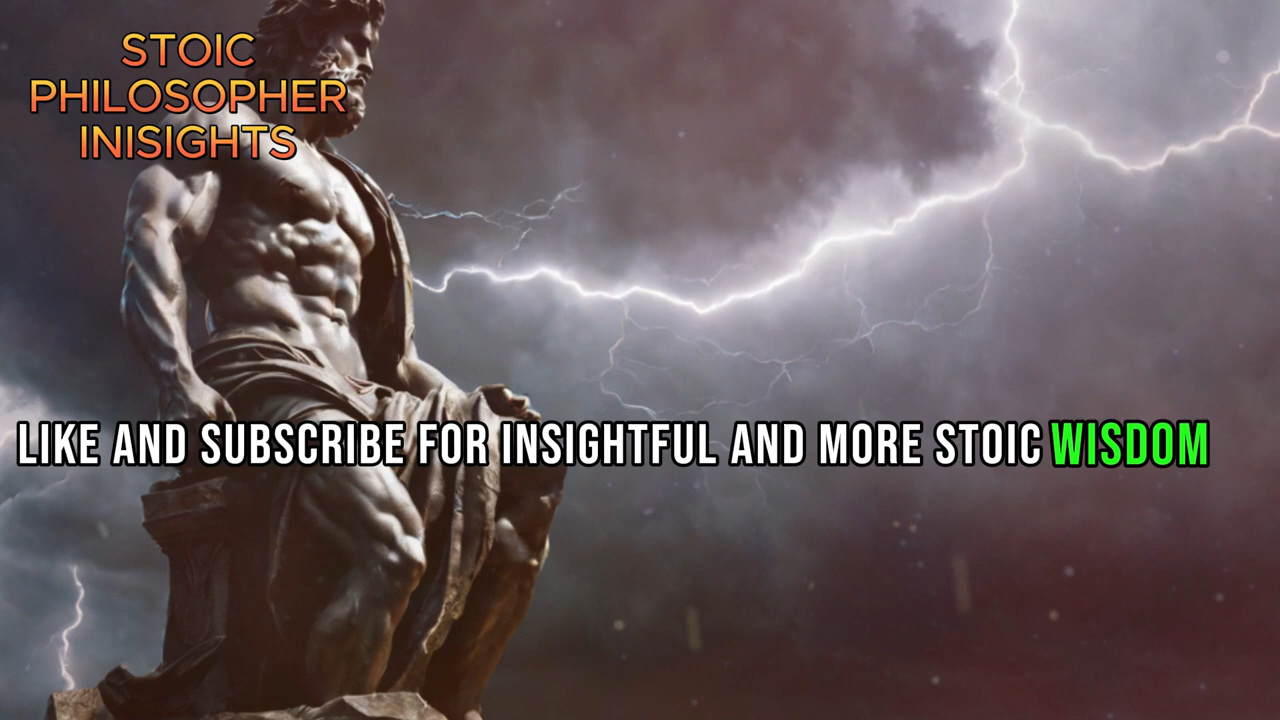 STOIC
PHILOSOPHER
INISIGHTS
LIKE AND SUBSCRIBE FOR INSIGHTFUL AND MORE STOIC WISDOM